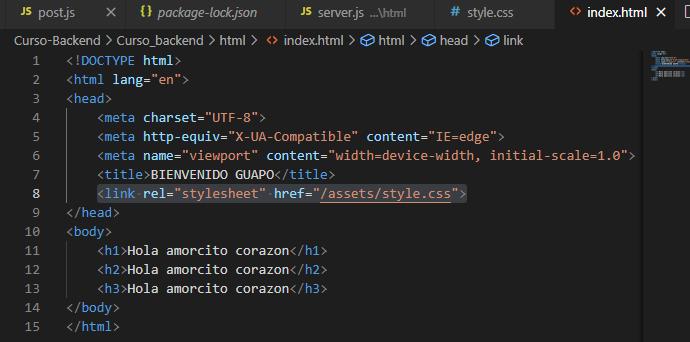 JS post.js × {} package-lock.json JS server.js ...\html # style.css <> index.html ×
Curso-Backend > Curso_backend > html > <> index.html > html > head > link
1 <!DOCTYPE html>
2 <html lang="en">
3 <head>
4 <meta charset="UTF-8">
5 <meta http-equiv="X-UA-Compatible" content="IE=edge">
6 <meta name="viewport" content="width=device-width, initial-scale=1.0">
7 <title>BIENVENIDO GUAPO</title>
8 <link rel="stylesheet" href="/assets/style.css">
9 </head>
10 <body>
11 <h1>Hola amorcito corazon</h1>
12 <h2>Hola amorcito corazon</h2>
13 <h3>Hola amorcito corazon</h3>
14 </body>
15 </html>